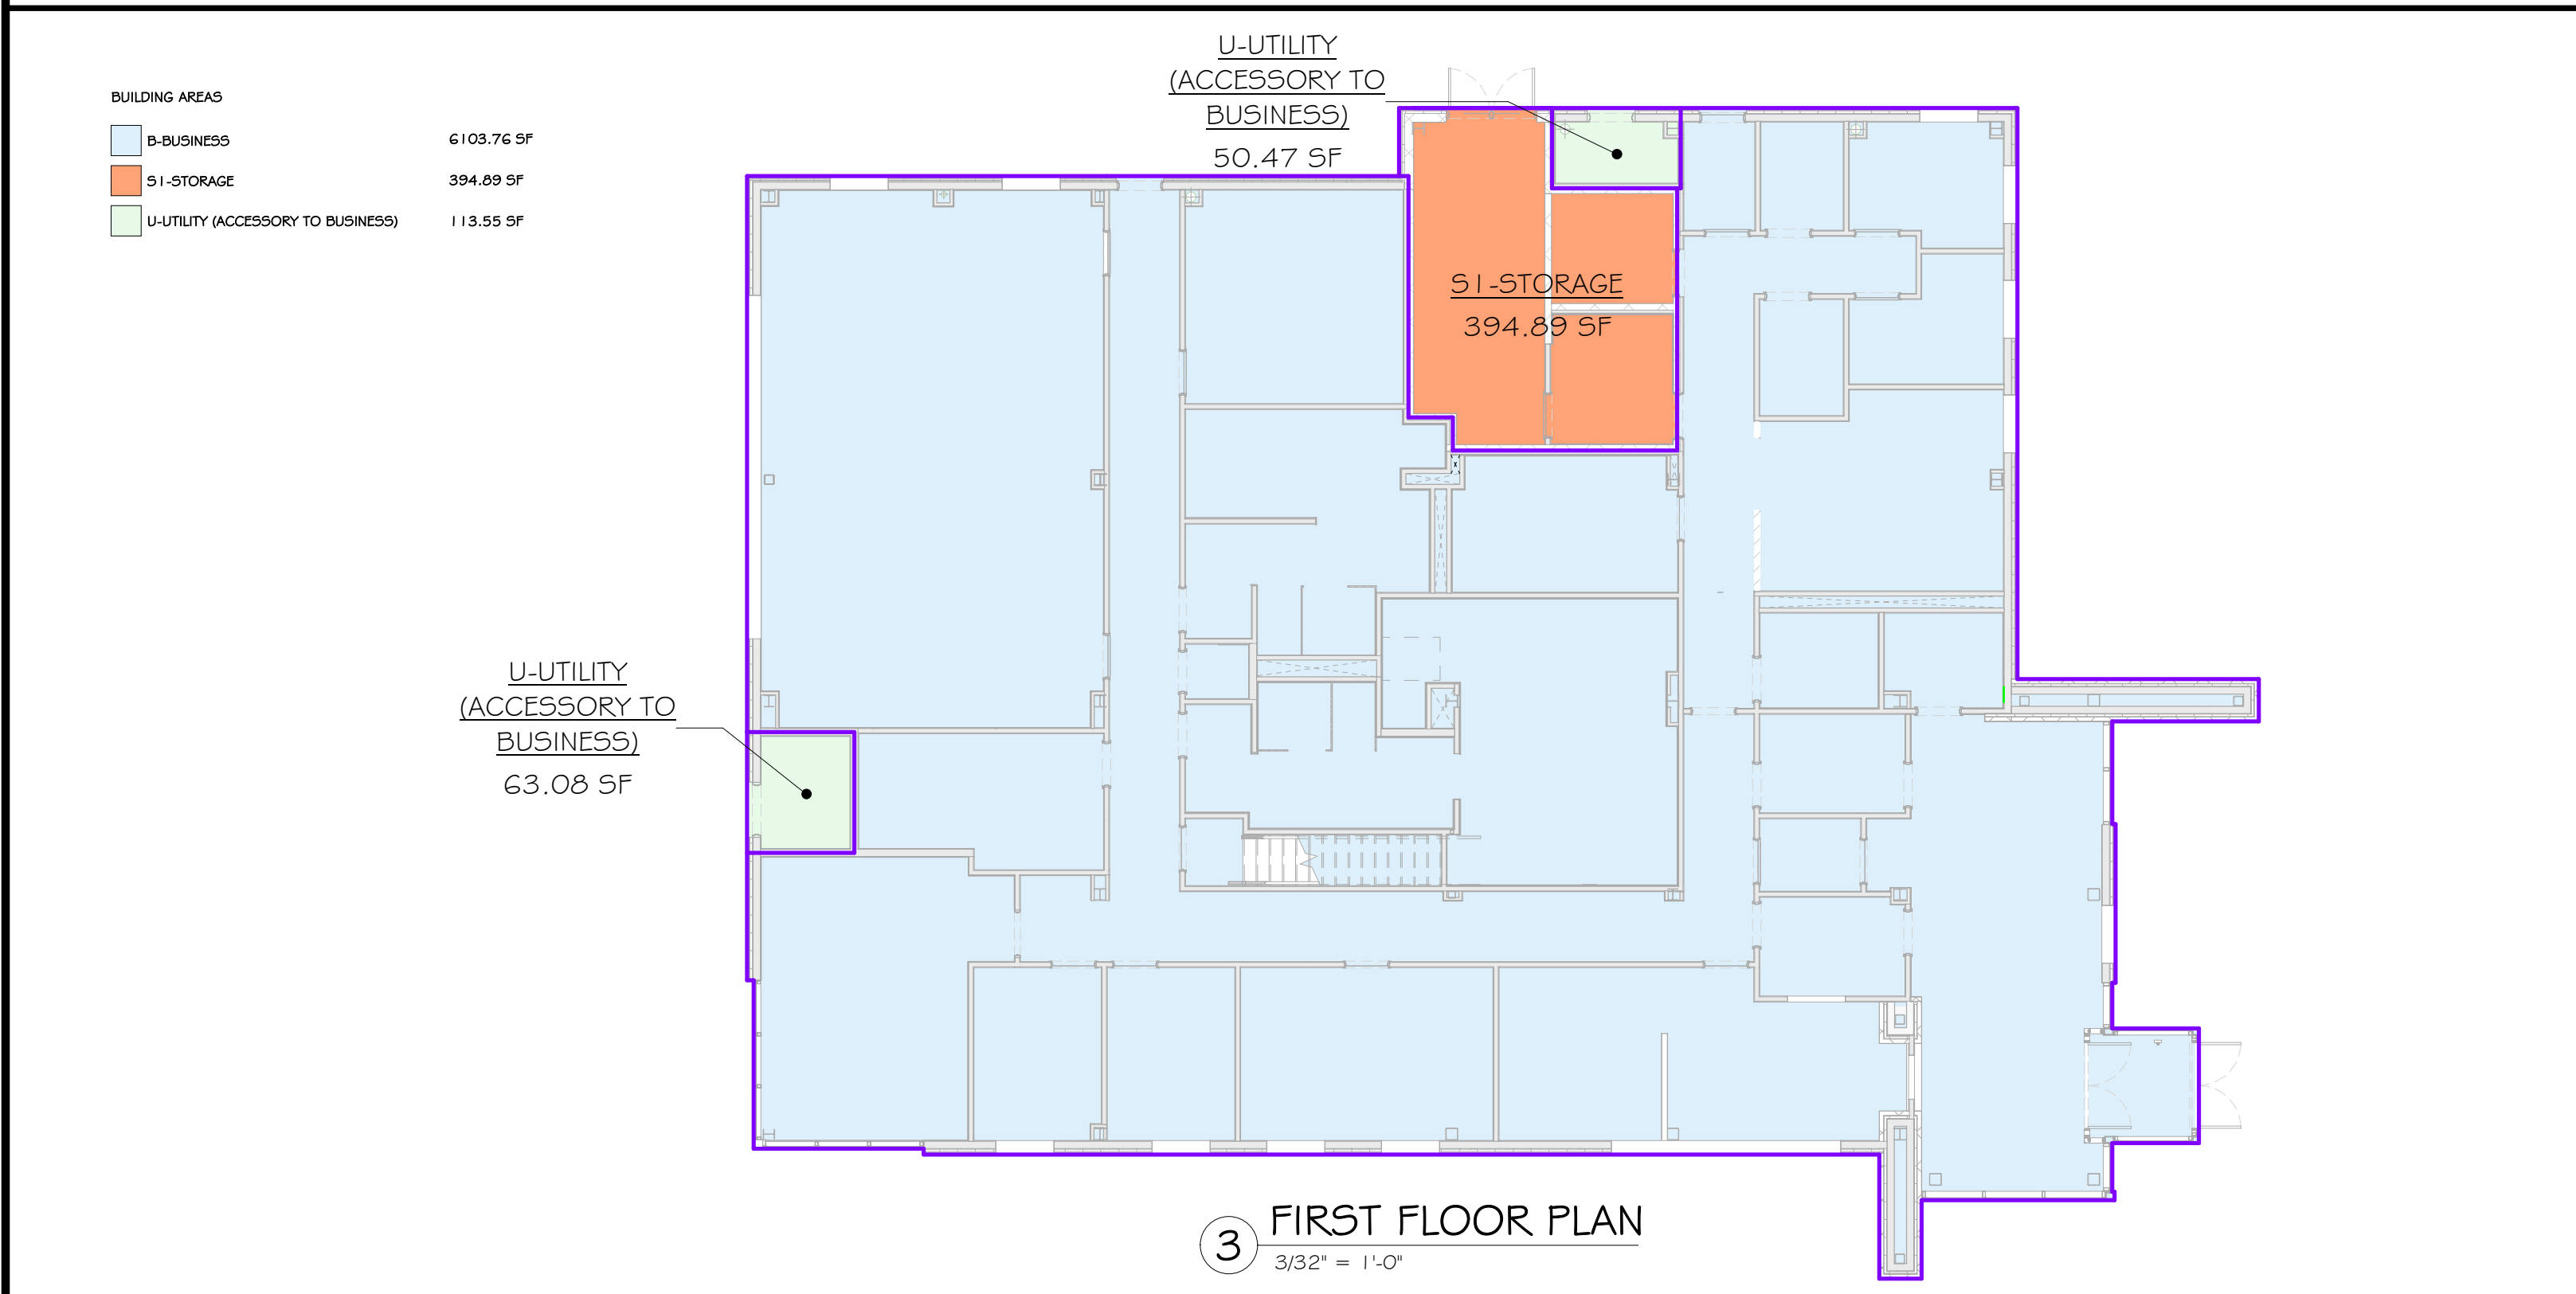 BUILDING AREAS
B-BUSINESS 6103.76 SF
S1-STORAGE 394.89 SF
U-UTILITY (ACCESSORY TO BUSINESS) 113.55 SF
U-UTILITY
(ACCESSORY TO
BUSINESS)
50.47 SF
S1-STORAGE
394.89 SF
U-UTILITY
(ACCESSORY TO
BUSINESS)
63.08 SF
3 FIRST FLOOR PLAN
3/32" = 1'-0"